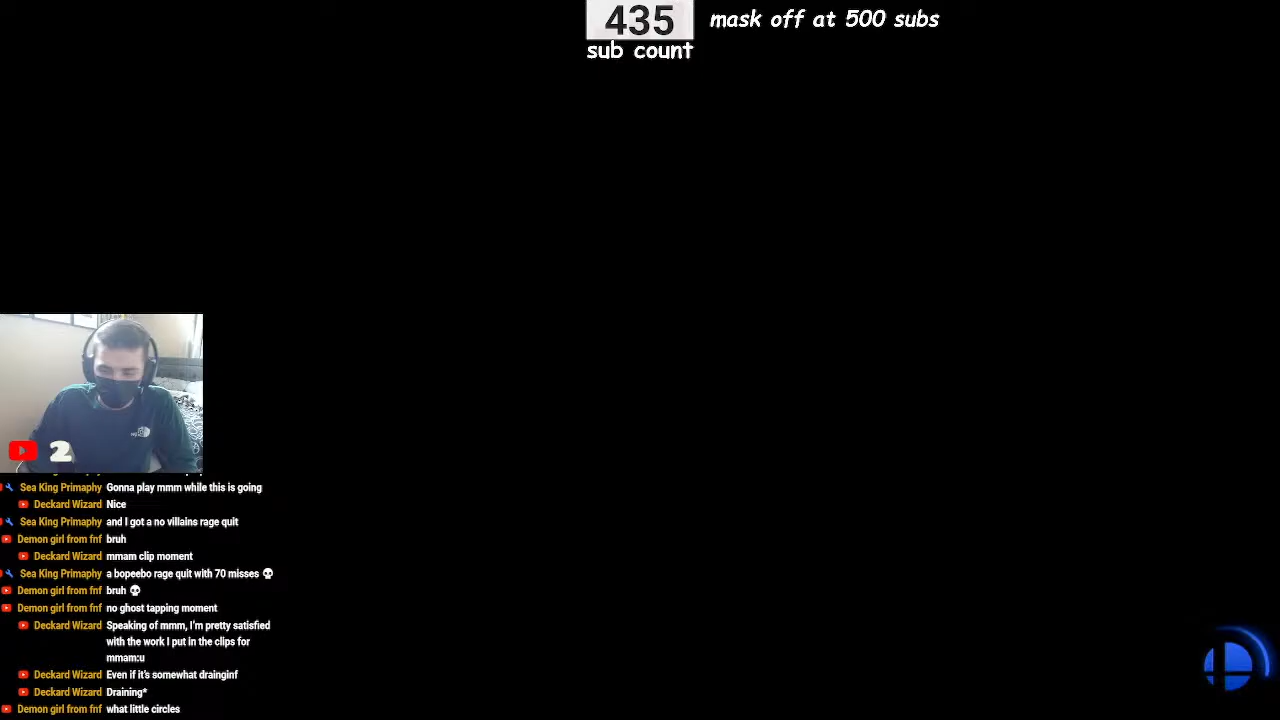 435
mask off at 500 subs
sub count
2
Sea King Primaphy Gonna play mmm while this is going
Deckard Wizard Nice
Sea King Primaphy and I got a no villains rage quit
Demon girl from fnf bruh
Deckard Wizard mmam clip moment
Sea King Primaphy a bopeebo rage quit with 70 misses 💀
Demon girl from fnf bruh 💀
Demon girl from fnf no ghost tapping moment
Deckard Wizard Speaking of mmm, I'm pretty satisfied
with the work I put in the clips for
mmam:u
Deckard Wizard Even if it's somewhat drainginf
Deckard Wizard Draining*
Demon girl from fnf what little circles